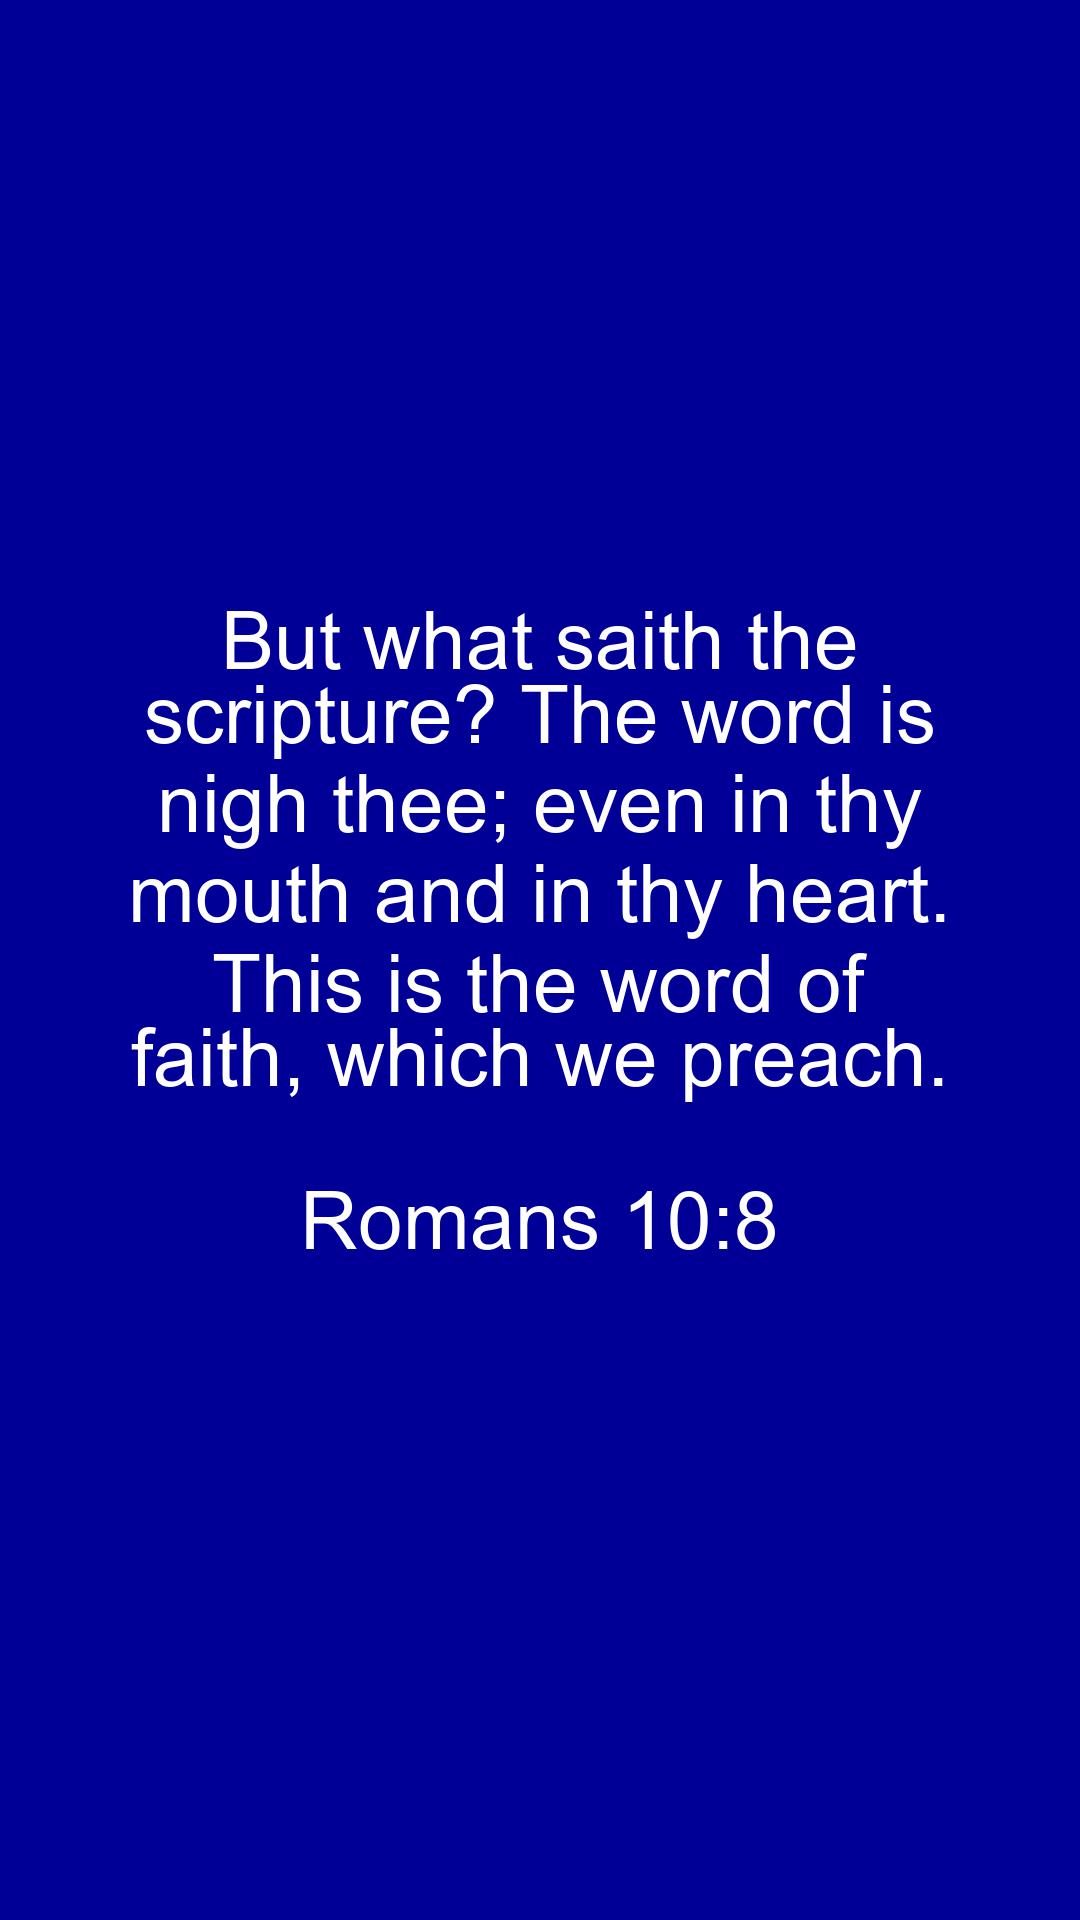 But what saith the
scripture? The word is
nigh thee; even in thy
mouth and in thy heart.
This is the word of
faith, which we preach.
Romans 10:8